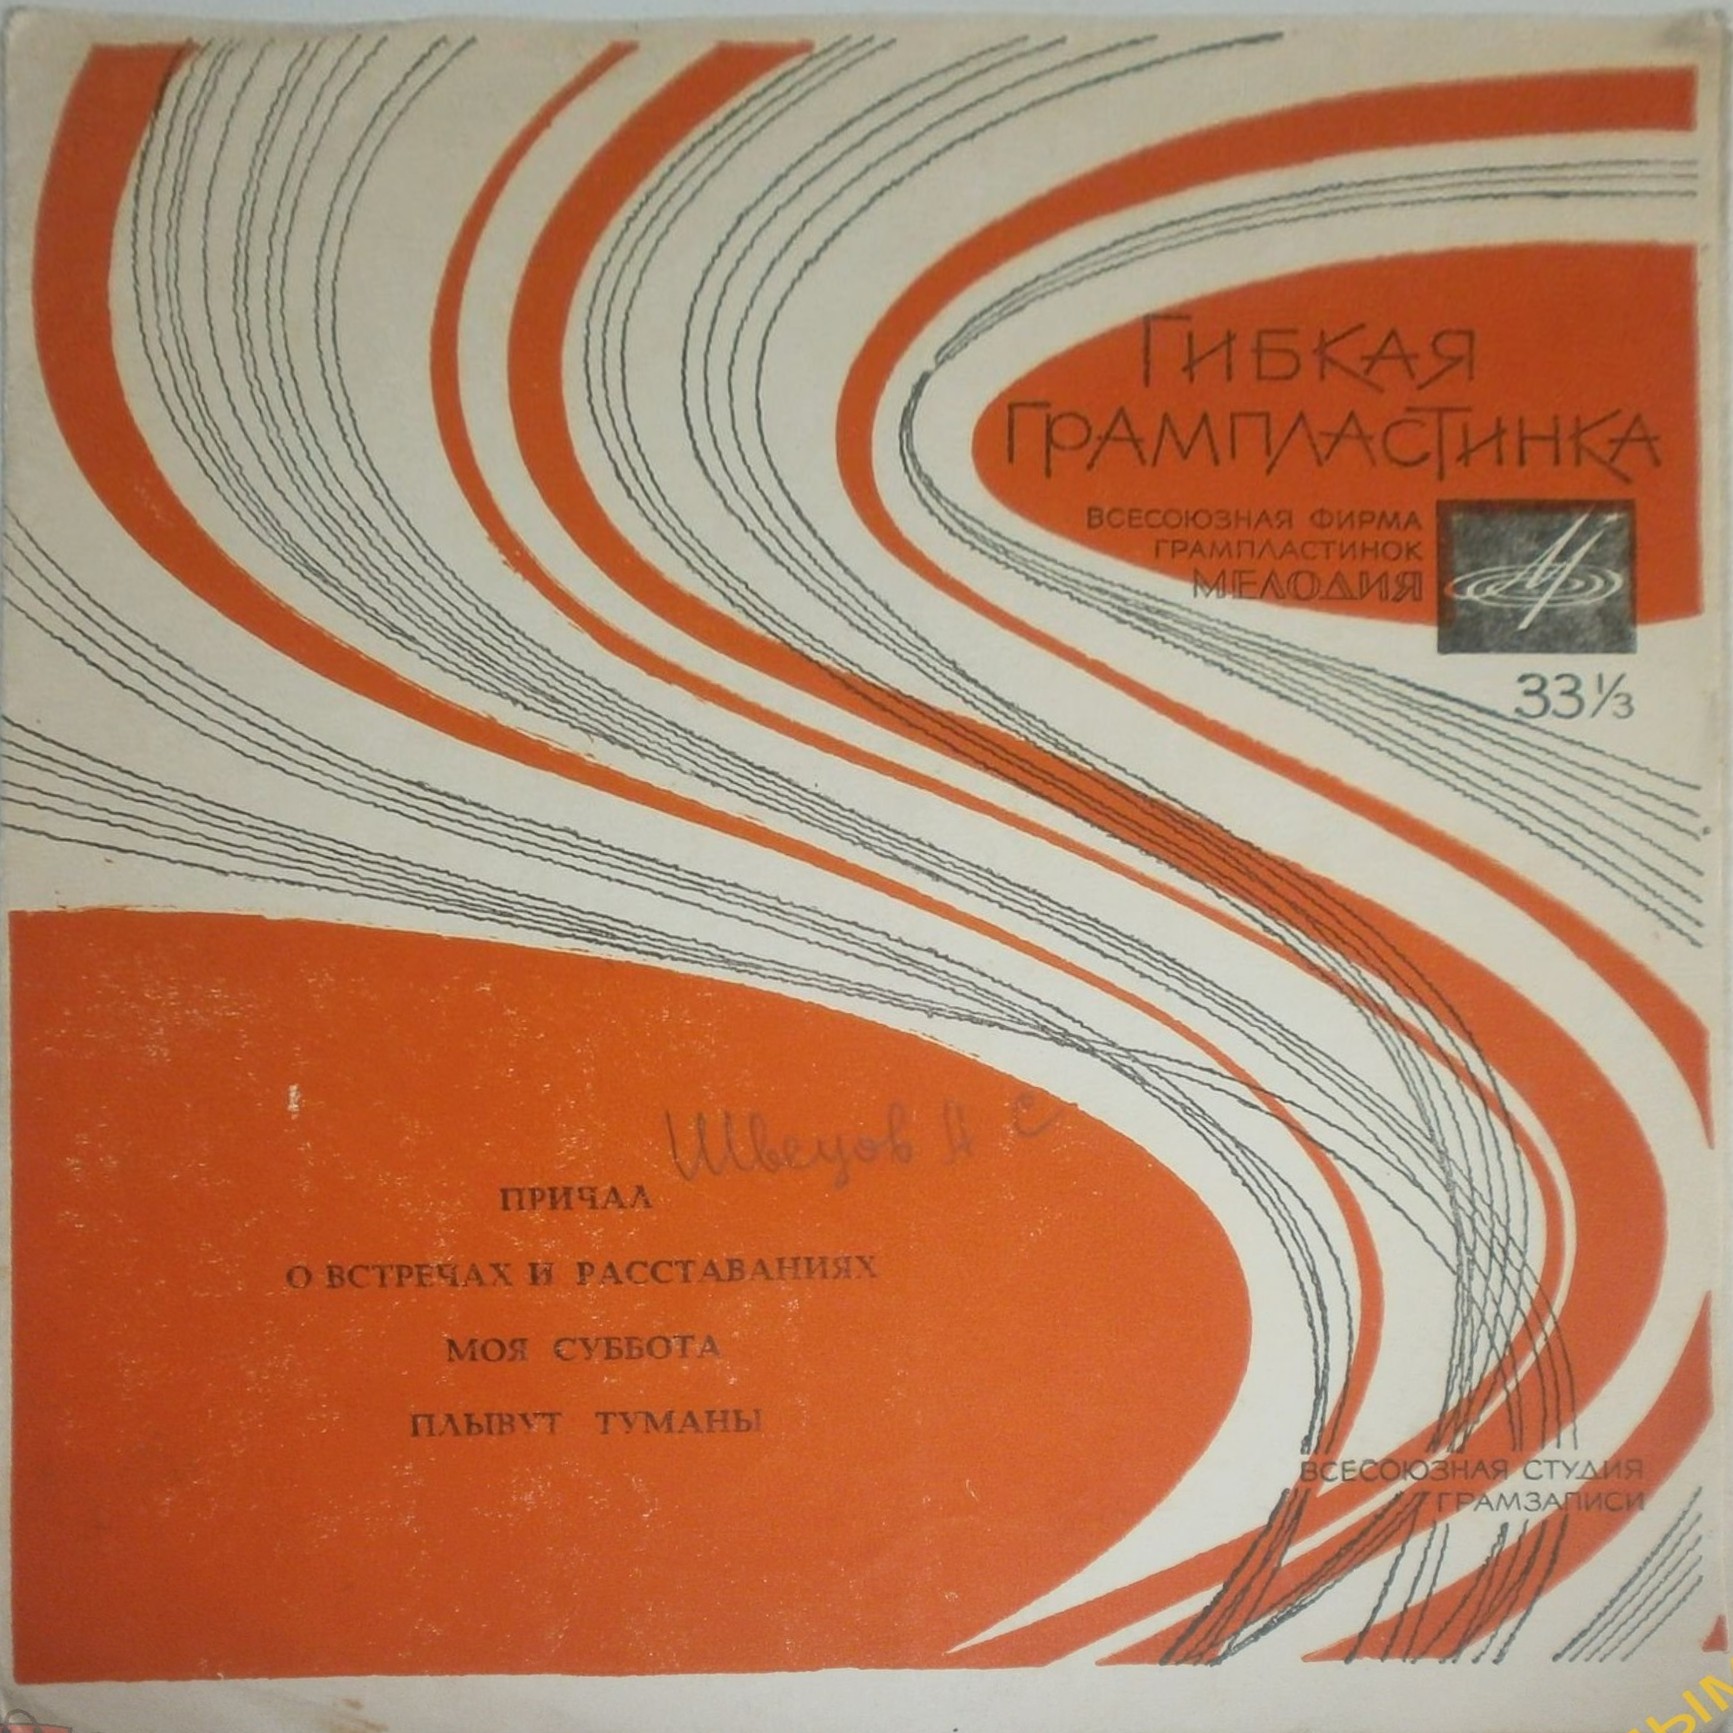 ГИБКАЯ
ГРАМПЛАСТИНКА
ВСЕСОЮЗНАЯ ФИРМА
ГРАМПЛАСТИНОК
МЕЛОДИЯ
33⅓
Швецов Н С
ПРИЧАЛ
О ВСТРЕЧАХ И РАССТАВАНИЯХ
МОЯ СУББОТА
ПЛЫВУТ ТУМАНЫ
ВСЕСОЮЗНАЯ СТУДИЯ
ГРАМЗАПИСИ